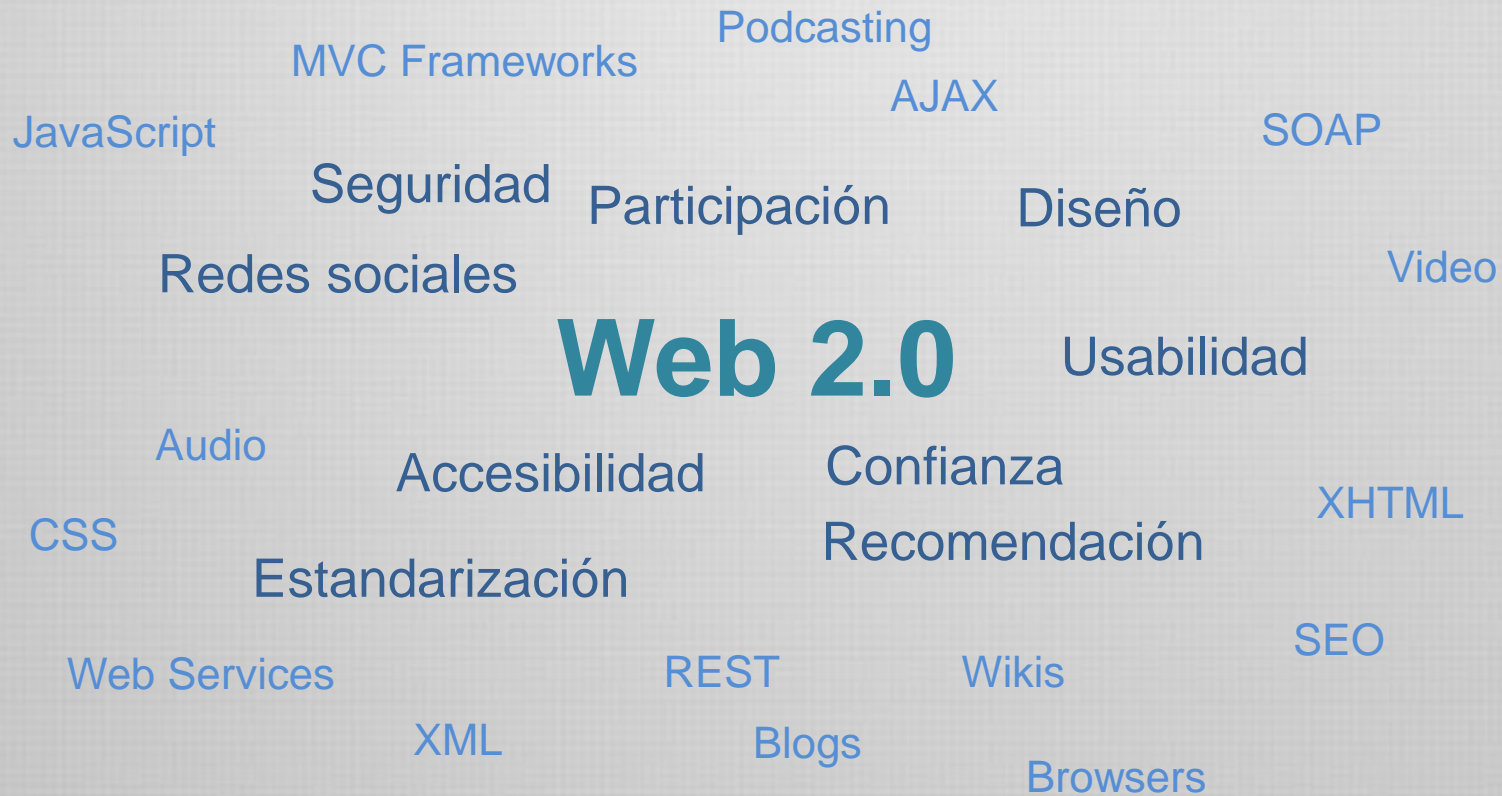 Podcasting
MVC Frameworks
AJAX
JavaScript
SOAP
Seguridad
Participación
Diseño
Redes sociales
Video
Web 2.0
Usabilidad
Audio
Accesibilidad
Confianza
XHTML
CSS
Recomendación
Estandarización
SEO
Web Services
REST
Wikis
XML
Blogs
Browsers